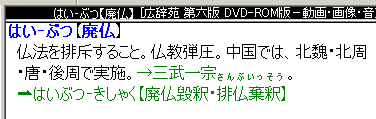 はい‐ぶつ【廃仏】 [広辞苑 第六版 DVD-ROM版－動画・画像・音
はい‐ぶつ【廃仏】
仏法を排斥すること。仏教弾圧。中国では、北魏・北周
・唐・後周で実施。→三武一宗さんぶいっそう。
⇀はいぶつ‐きしゃく【廃仏毀釈・排仏棄釈】